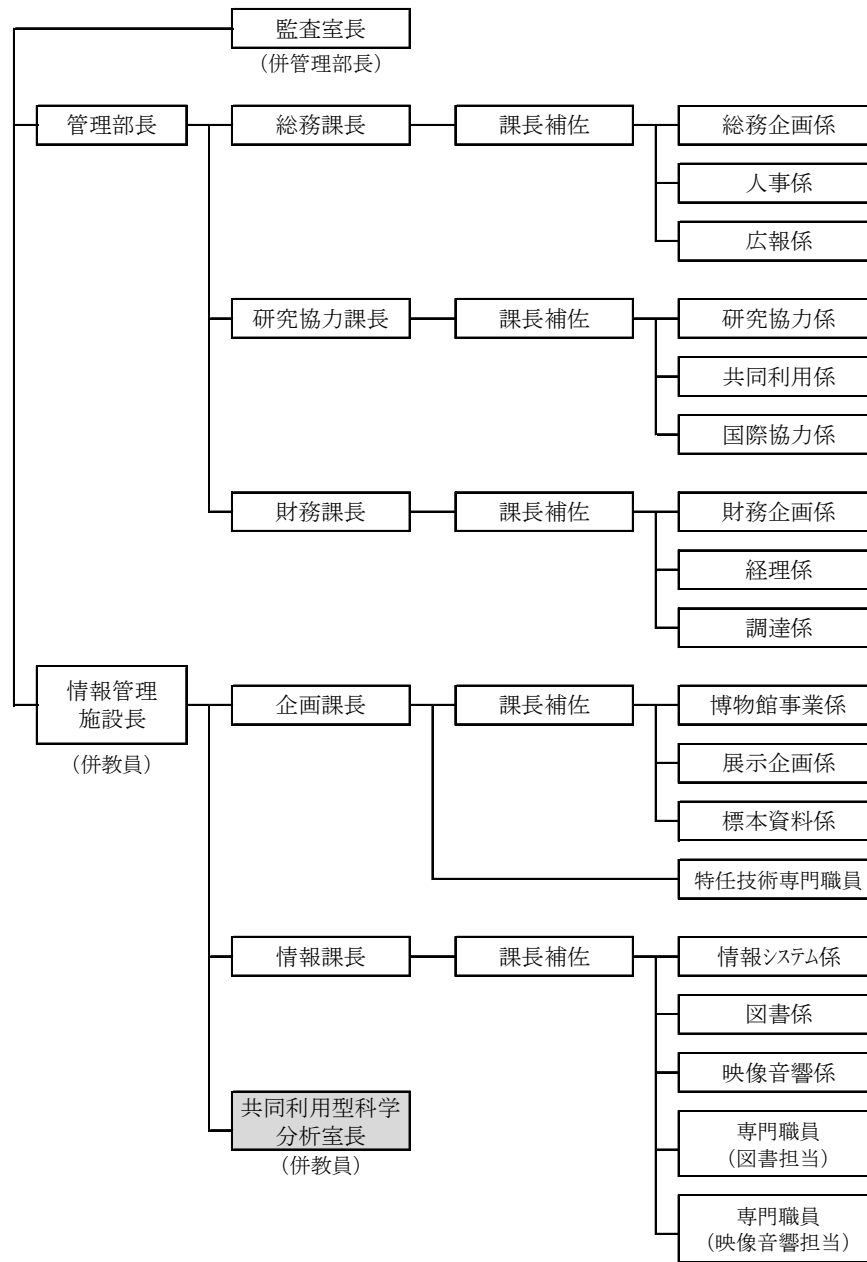 監査室長
（併管理部長）
管理部長
総務課長
課長補佐
総務企画係
人事係
広報係
研究協力課長
課長補佐
研究協力係
共同利用係
国際協力係
財務課長
課長補佐
財務企画係
経理係
調達係
情報管理
施設長
（併教員）
企画課長
課長補佐
博物館事業係
展示企画係
標本資料係
特任技術専門職員
情報課長
課長補佐
情報システム係
図書係
映像音響係
専門職員
（図書担当）
専門職員
（映像音響担当）
共同利用型科学
分析室長
（併教員）